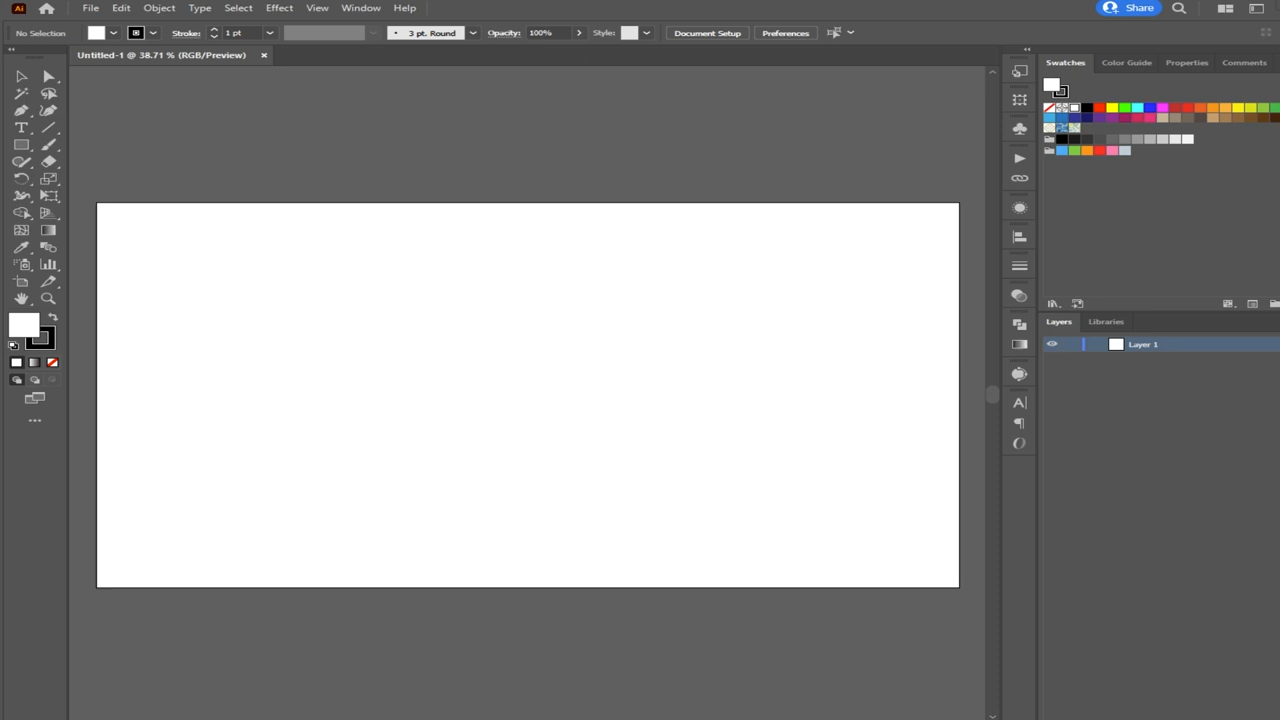 Ai File Edit Object Type Select Effect View Window Help Share
No Selection Stroke: 1 pt 3 pt. Round Opacity: 100% Style: Document Setup Preferences
Untitled-1 @ 38.71 % (RGB/Preview) ×
Swatches Color Guide Properties Comments
Layers Libraries
Layer 1